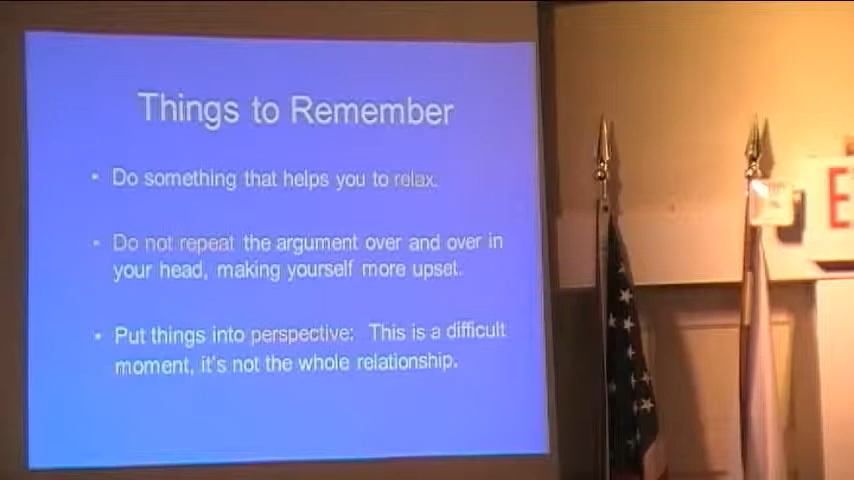 Things to Remember
• Do something that helps you to relax.
• Do not repeat the argument over and over in
your head, making yourself more upset.
• Put things into perspective: This is a difficult
moment, it's not the whole relationship.
E